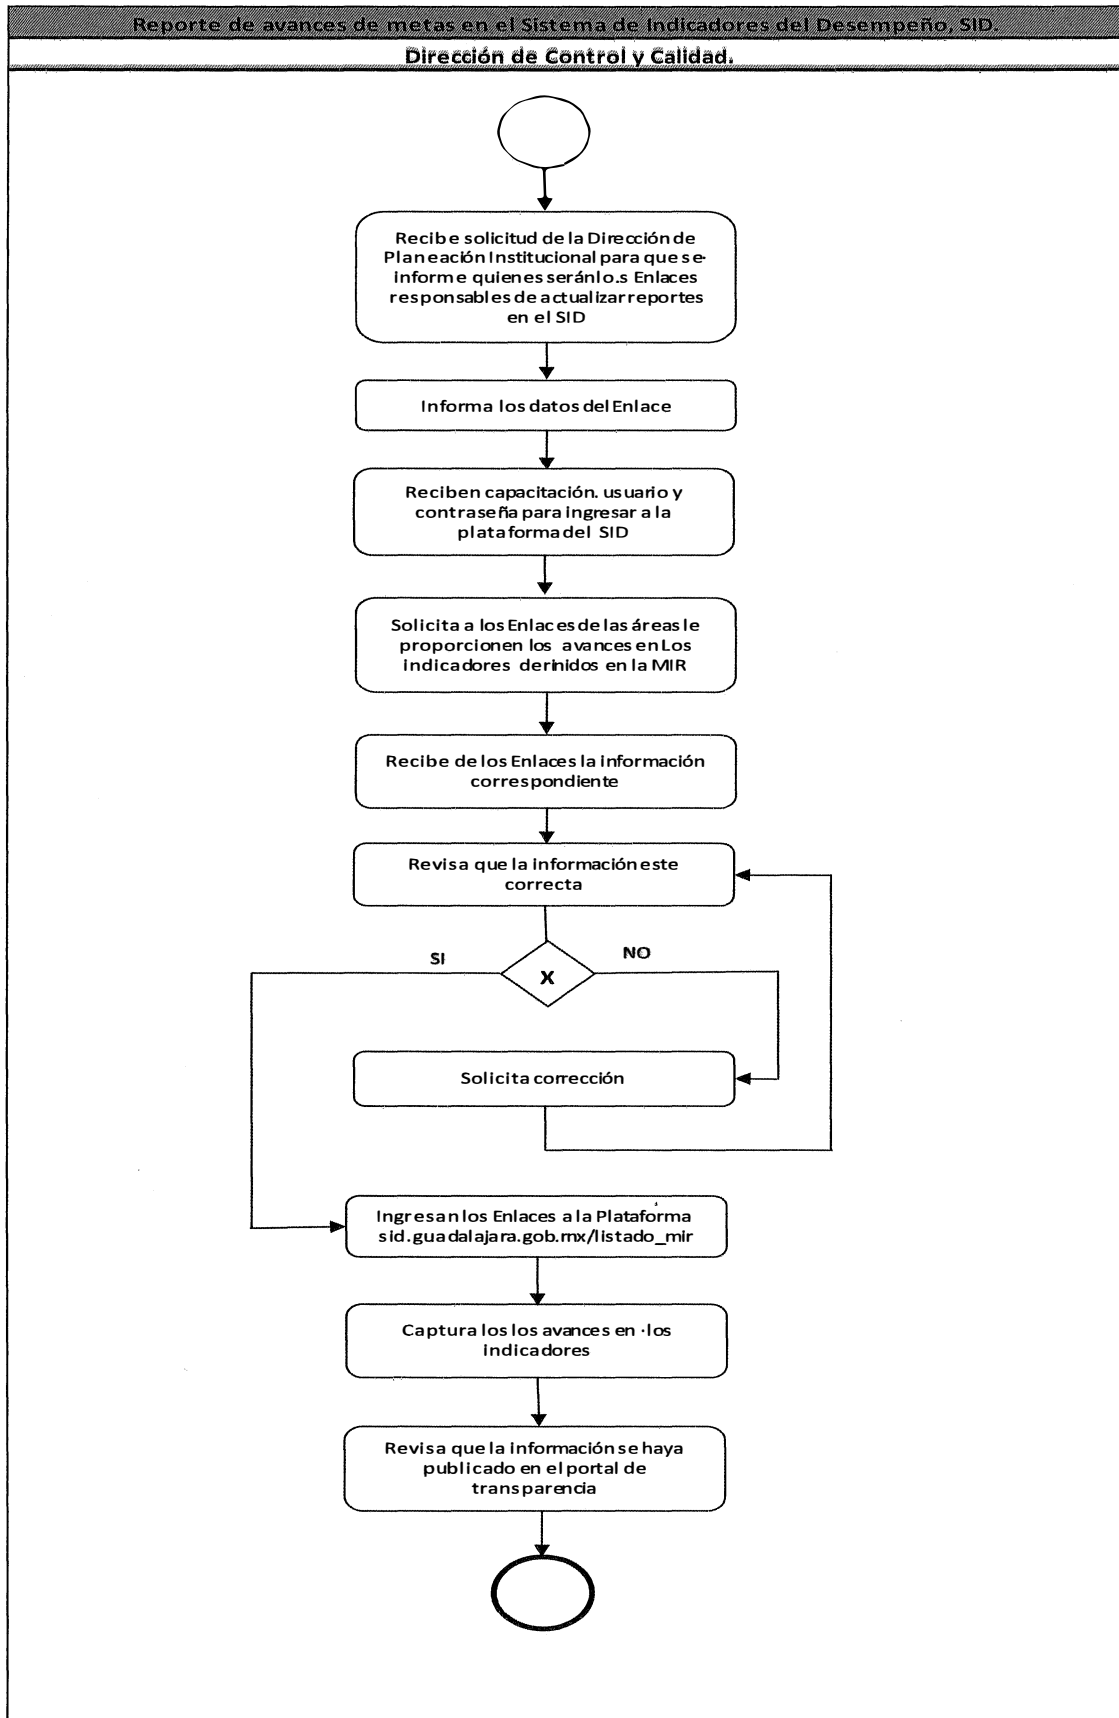 Reporte de avances de metas en el Sistema de Indicadores del Desempeño, SID.
Dirección de Control y Calidad.
Recibe solicitud de la Dirección de
Planeación Institucional para que se·
informe quienes seránlo.s Enlaces
responsables de actualizar reportes
en el SID
Informa los datos del Enlace
Reciben capacitación. usuario y
contraseña para ingresar a la
plataforma del SID
Solicita a los Enlaces de las áreas le
proporcionen los avances en Los
indicadores derinidos en la MIR
Recibe de los Enlaces la información
correspondiente
Revisa que la información este
correcta
SI
NO
X
Solicita corrección
Ingresan los Enlaces a la Plataforma
sid.guadalajara.gob.mx/listado_mir
Captura los los avances en ·los
indicadores
Revisa que la información se haya
publicado en el portal de
transparencia